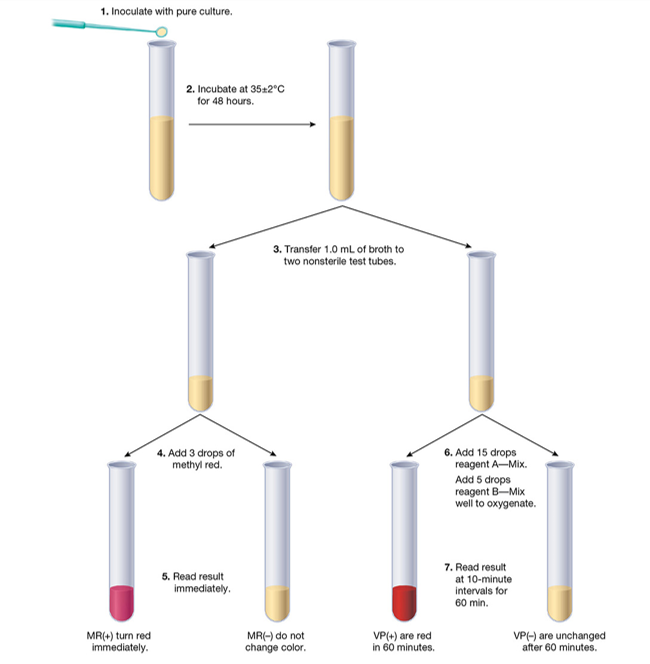 1. Inoculate with pure culture.
2. Incubate at 35±2°C
for 48 hours.
3. Transfer 1.0 mL of broth to
two nonsterile test tubes.
4. Add 3 drops of
methyl red.
6. Add 15 drops
reagent A—Mix.
Add 5 drops
reagent B—Mix
well to oxygenate.
5. Read result
immediately.
7. Read result
at 10-minute
intervals for
60 min.
MR(+) turn red
immediately.
MR(–) do not
change color.
VP(+) are red
in 60 minutes.
VP(–) are unchanged
after 60 minutes.